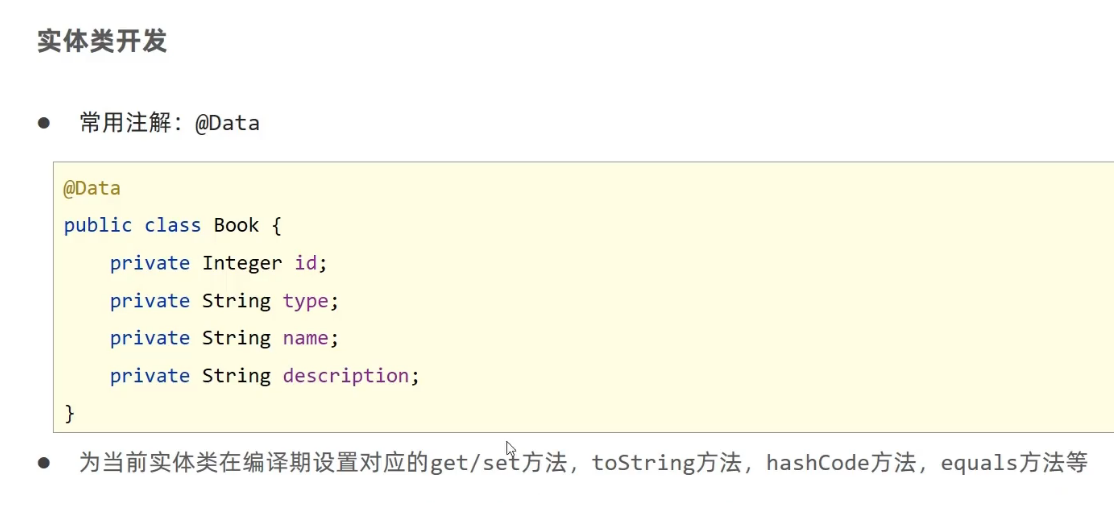 实体类开发
● 常用注解：@Data
@Data
public class Book {
    private Integer id;
    private String type;
    private String name;
    private String description;
}
● 为当前实体类在编译期设置对应的get/set方法，toString方法，hashCode方法，equals方法等